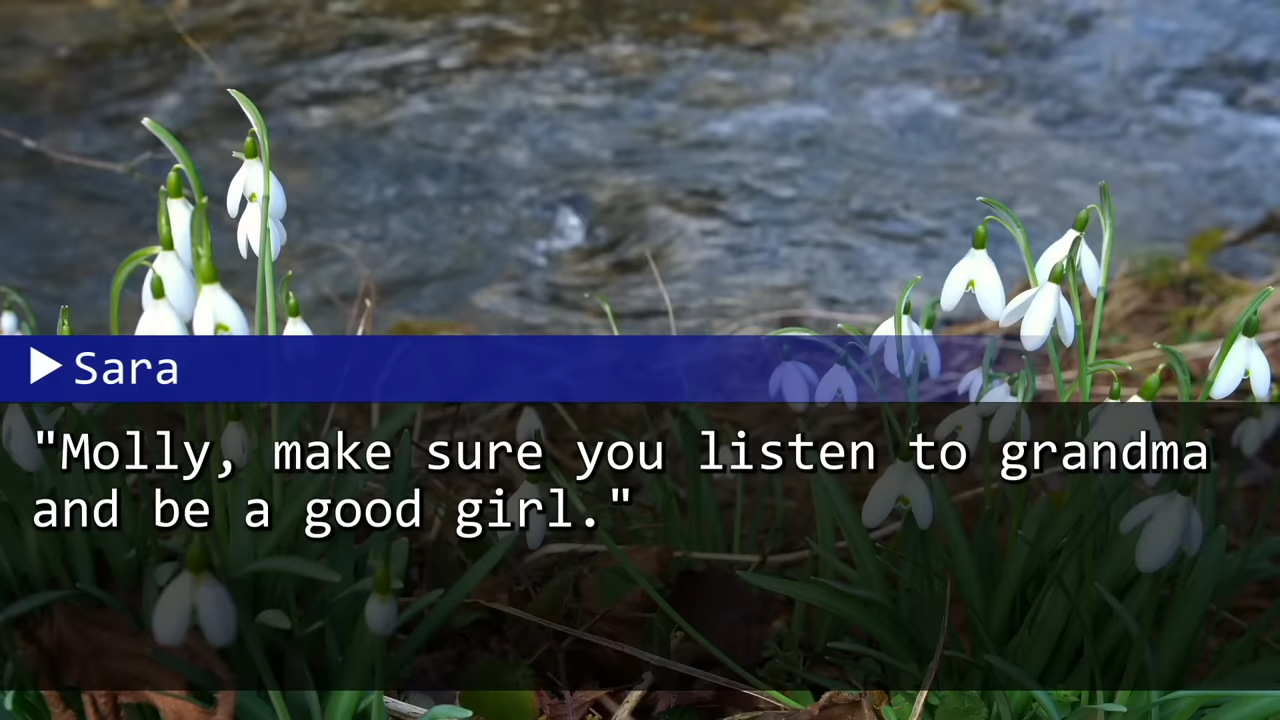 Sara
"Molly, make sure you listen to grandma
and be a good girl."